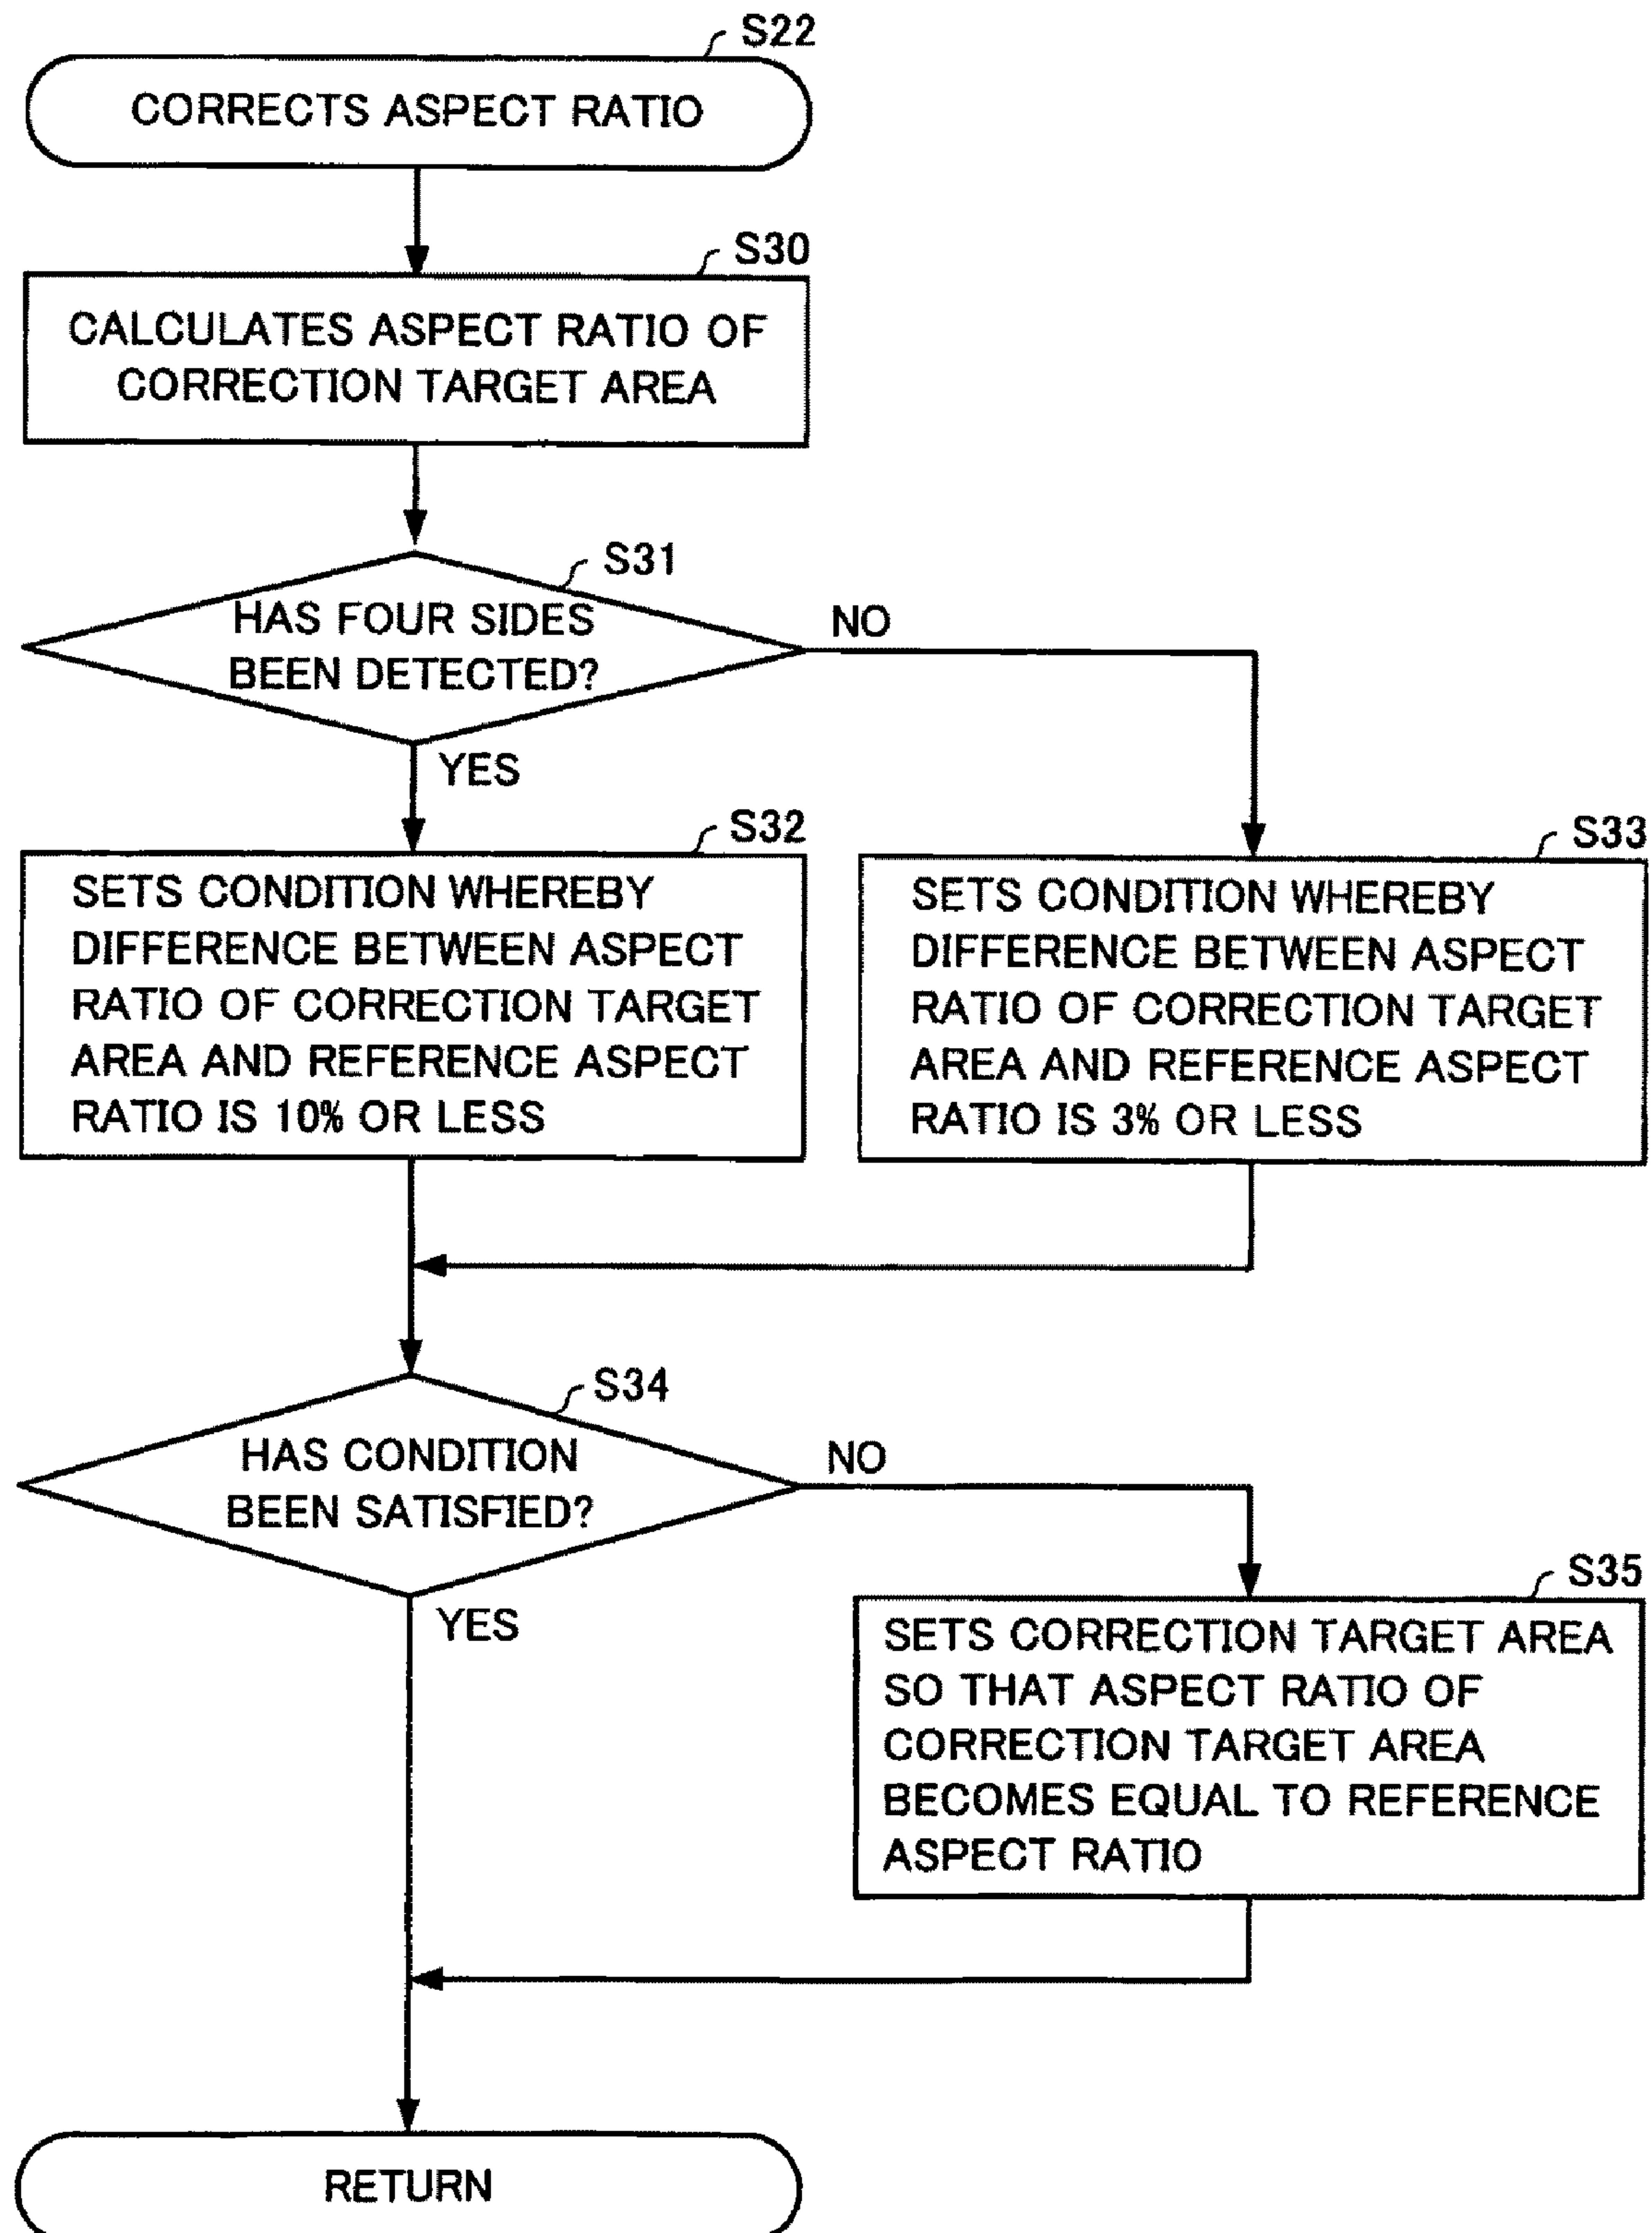 S22
CORRECTS ASPECT RATIO
S30
CALCULATES ASPECT RATIO OF
CORRECTION TARGET AREA
S31
HAS FOUR SIDES
BEEN DETECTED?
NO
YES
S32
SETS CONDITION WHEREBY
DIFFERENCE BETWEEN ASPECT
RATIO OF CORRECTION TARGET
AREA AND REFERENCE ASPECT
RATIO IS 10% OR LESS
S33
SETS CONDITION WHEREBY
DIFFERENCE BETWEEN ASPECT
RATIO OF CORRECTION TARGET
AREA AND REFERENCE ASPECT
RATIO IS 3% OR LESS
S34
HAS CONDITION
BEEN SATISFIED?
NO
YES
S35
SETS CORRECTION TARGET AREA
SO THAT ASPECT RATIO OF
CORRECTION TARGET AREA
BECOMES EQUAL TO REFERENCE
ASPECT RATIO
RETURN